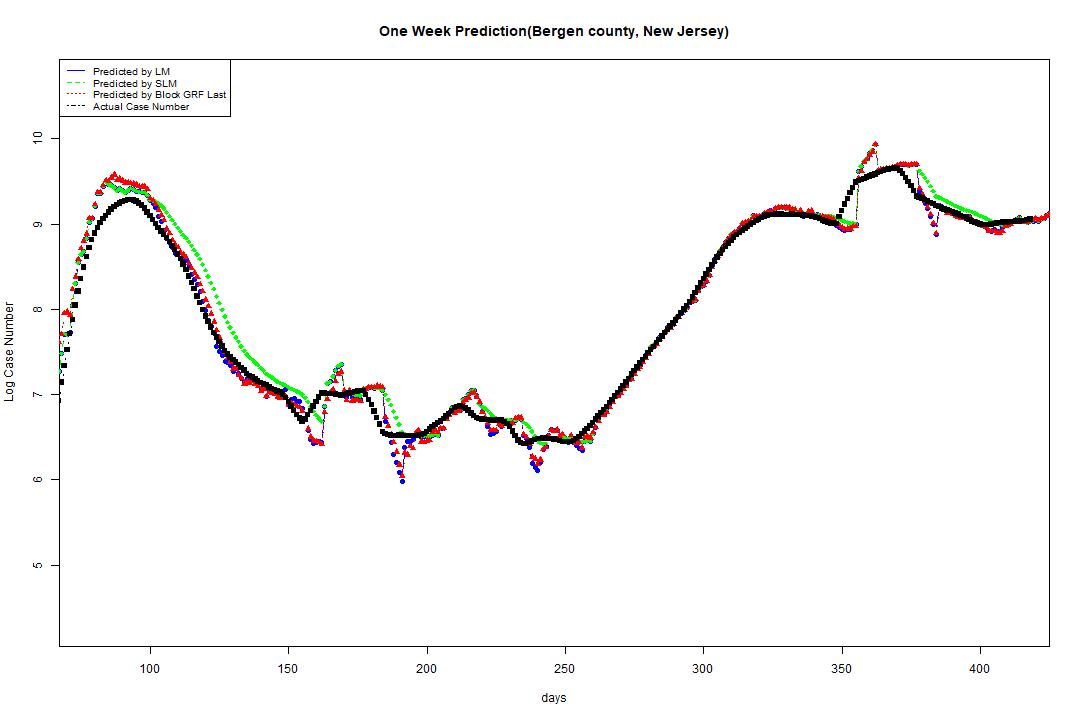 One Week Prediction(Bergen county, New Jersey)
Predicted by LM
Predicted by SLM
Predicted by Block GRF Last
Actual Case Number
Log Case Number
10
9
8
7
6
5
100 150 200 250 300 350 400
days